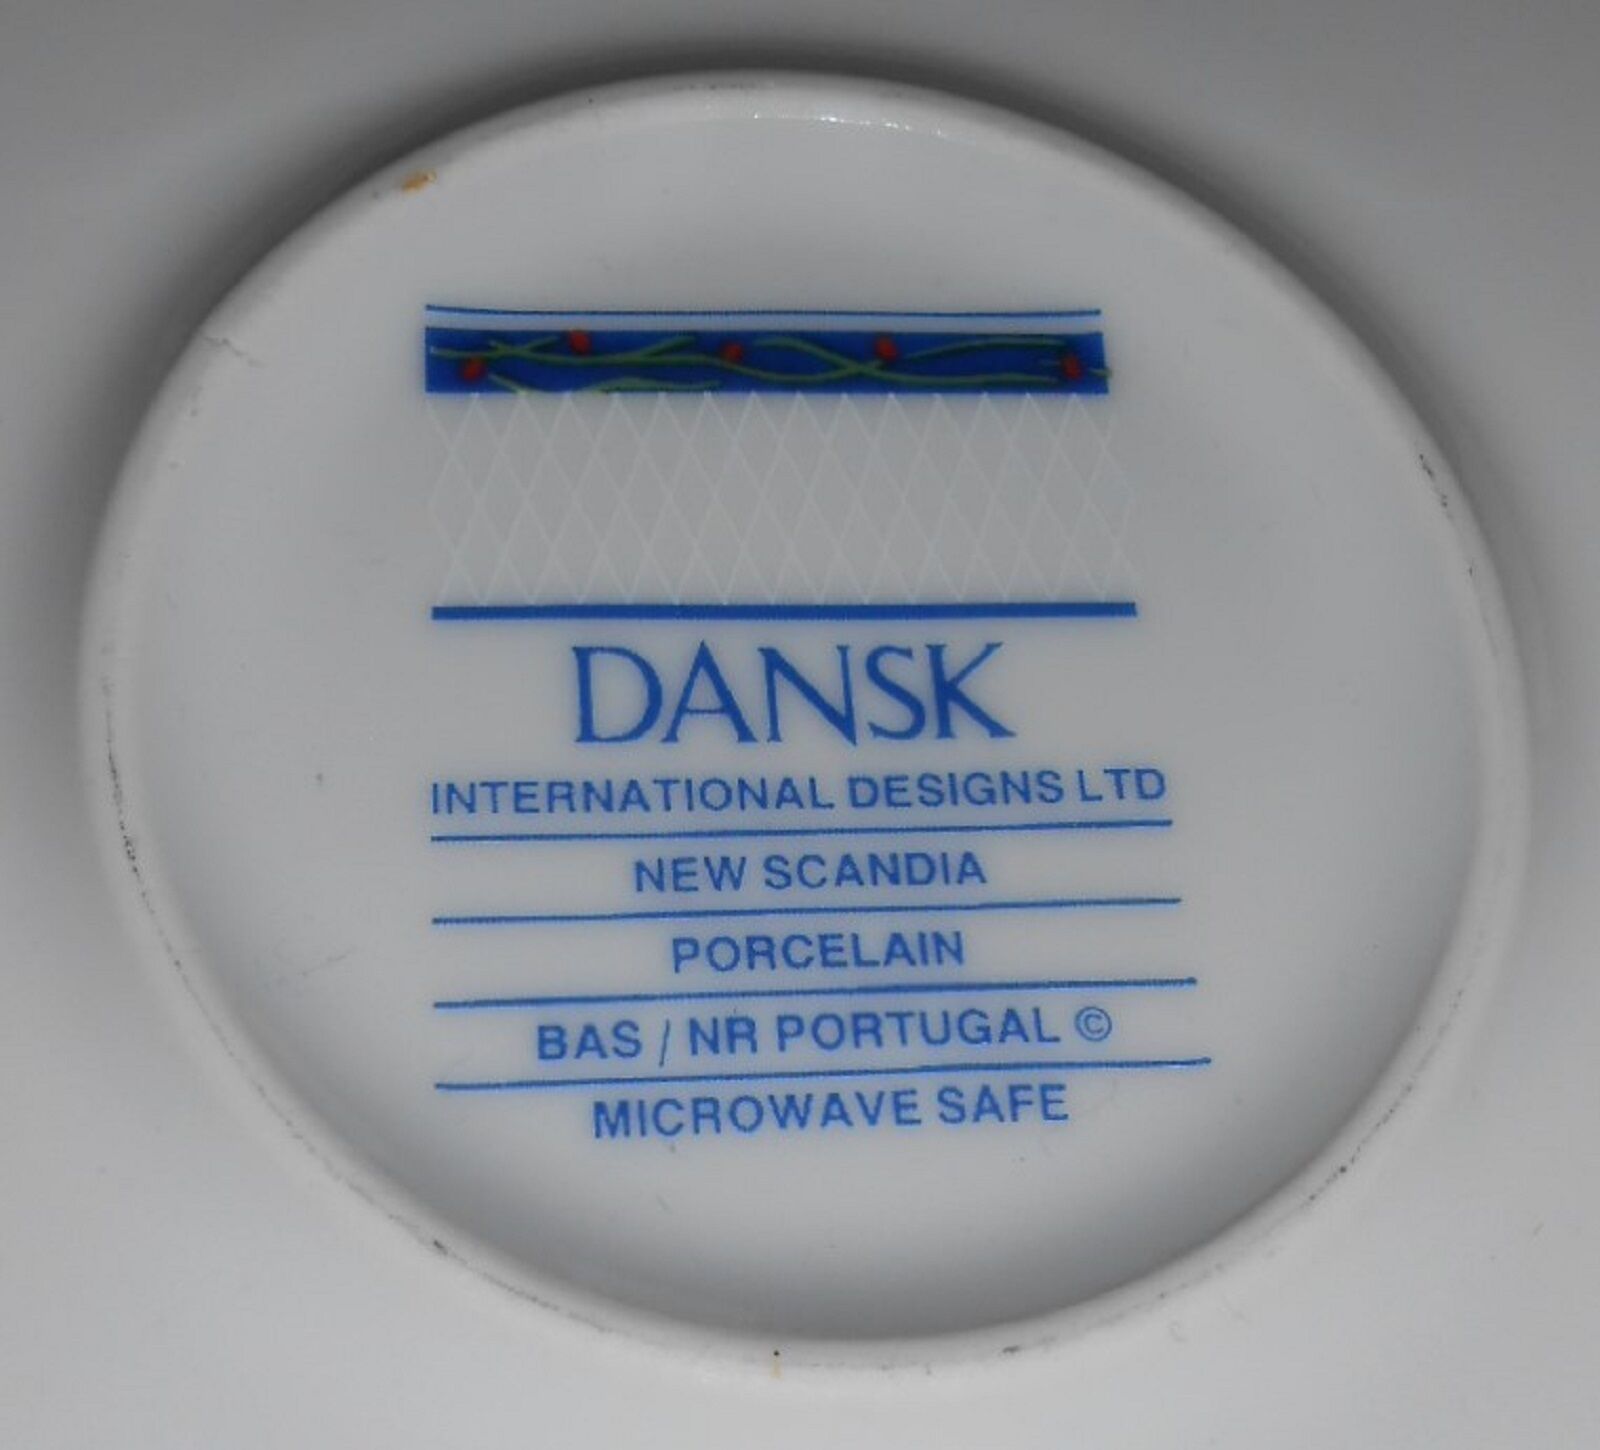 DANSK
INTERNATIONAL DESIGNS LTD
NEW SCANDIA
PORCELAIN
BAS / NR PORTUGAL ©
MICROWAVE SAFE